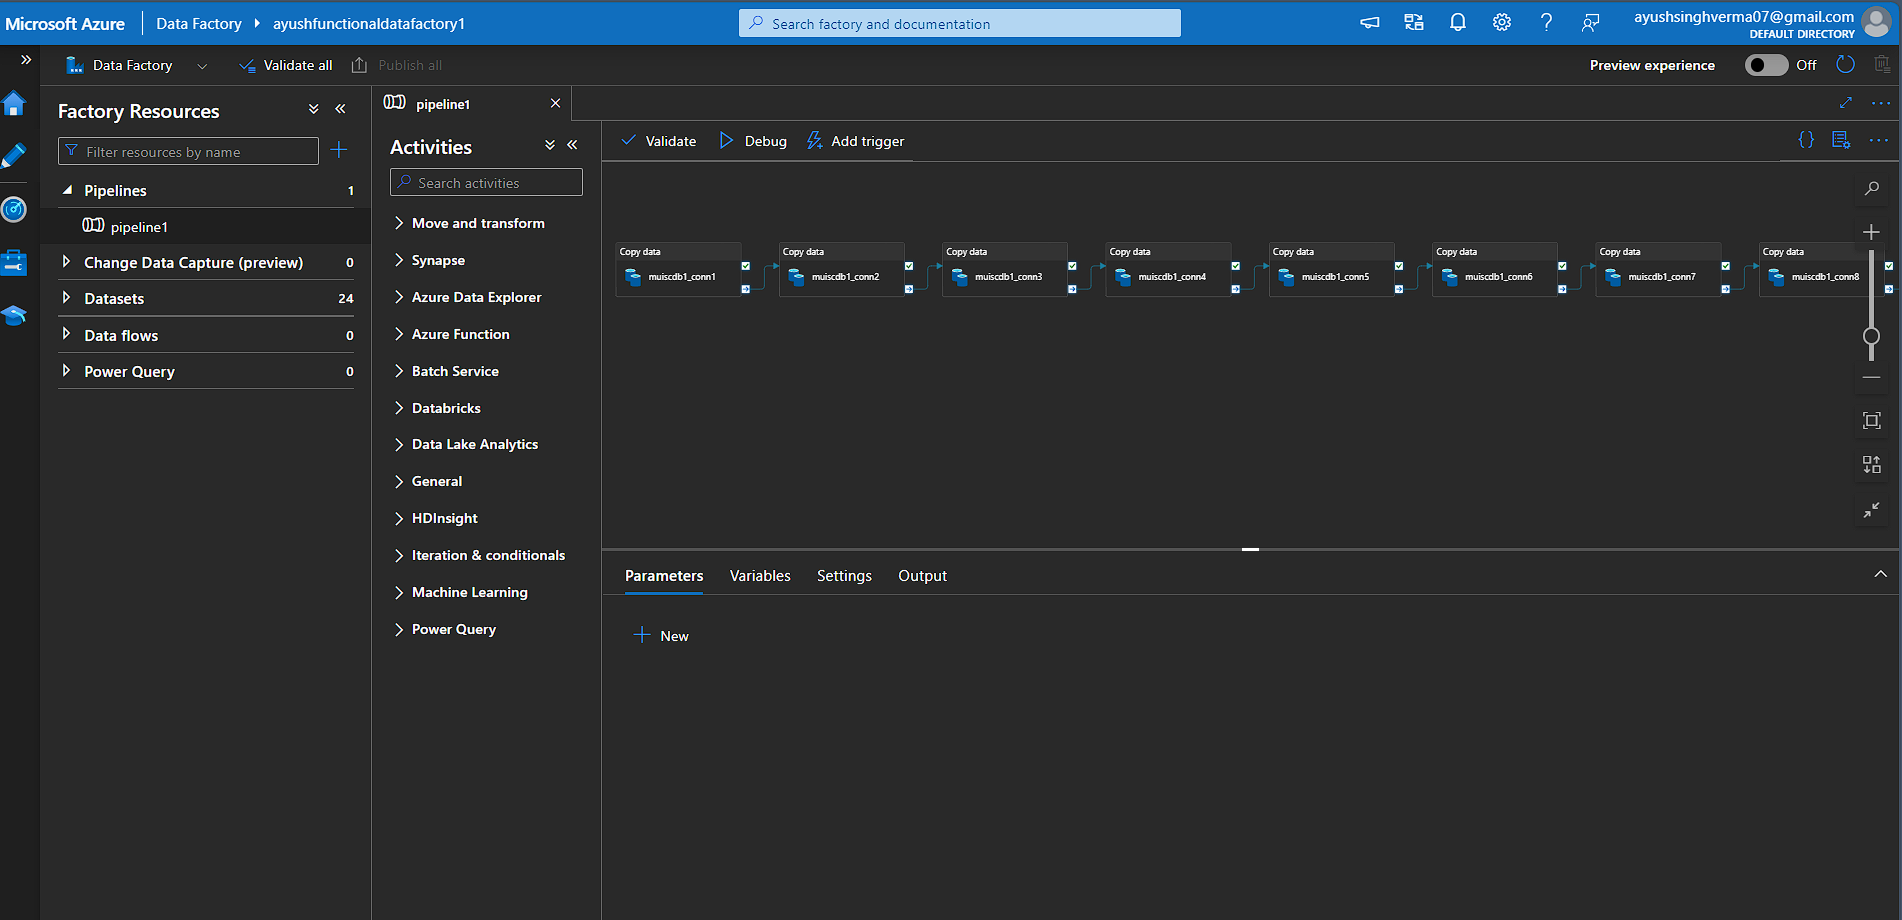 Microsoft Azure
Data Factory
ayushfunctionaldatafactory1
Search factory and documentation
ayushsinghverma07@gmail.com
DEFAULT DIRECTORY
Data Factory
Validate all
Publish all
Preview experience
Off
Factory Resources
Filter resources by name
Pipelines 1
pipeline1
Change Data Capture (preview) 0
Datasets 24
Data flows 0
Power Query 0
pipeline1
Activities
Search activities
Move and transform
Synapse
Azure Data Explorer
Azure Function
Batch Service
Databricks
Data Lake Analytics
General
HDInsight
Iteration & conditionals
Machine Learning
Power Query
Validate
Debug
Add trigger
Copy data
muiscdb1_conn1
Copy data
muiscdb1_conn2
Copy data
muiscdb1_conn3
Copy data
muiscdb1_conn4
Copy data
muiscdb1_conn5
Copy data
muiscdb1_conn6
Copy data
muiscdb1_conn7
Copy data
muiscdb1_conn8
Parameters
Variables
Settings
Output
New